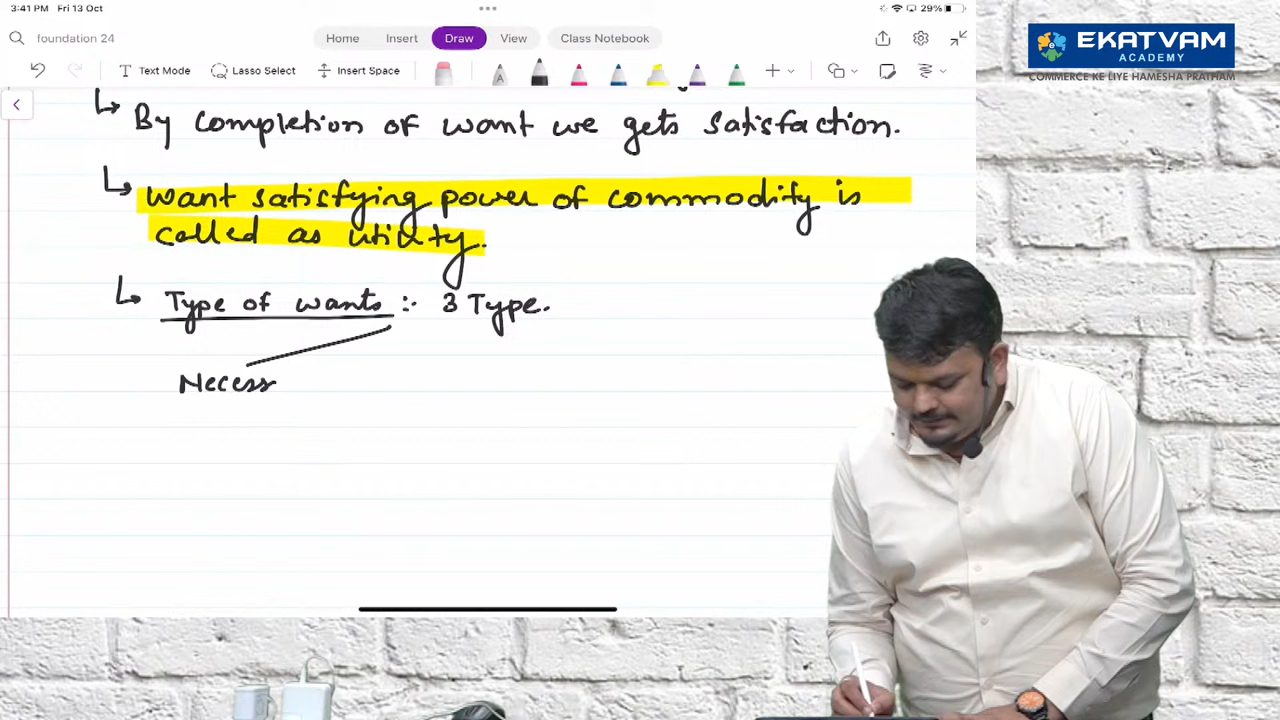 3:41 PM Fri 13 Oct
29%
foundation 24
Home Insert Draw View Class Notebook
Text Mode Lasso Select Insert Space
EKATVAM
ACADEMY
COMMERCE KE LIYE HAMESHA PRATHAM
By completion of want we gets satisfaction.
Want satisfying power of commodity is
called as utility.
Type of wants :- 3 Type.
Necess